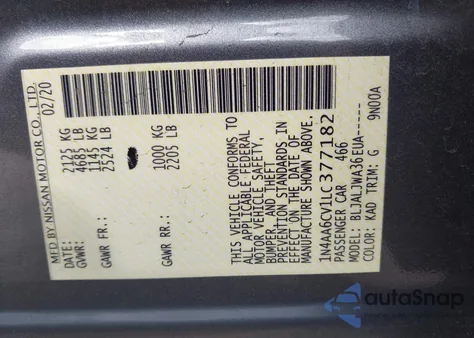 MFD BY NISSAN MOTOR CO., LTD. 02/20
GVWR: 2125 KG
4685 LB
GAWR FR.: 1145 KG
2524 LB
GAWR RR.: 1000 KG
2205 LB
THIS VEHICLE CONFORMS TO
ALL APPLICABLE FEDERAL
MOTOR VEHICLE SAFETY,
BUMPER, AND THEFT
PREVENTION STANDARDS
IN EFFECT ON THE DATE OF
MANUFACTURE SHOWN ABOVE.
1N4AA6CV1LC377182
PASSENGER CAR 466
MODEL: BLJALJWA36EUA—
COLOR: KAD TRIM: G 9N00A
autoSnap